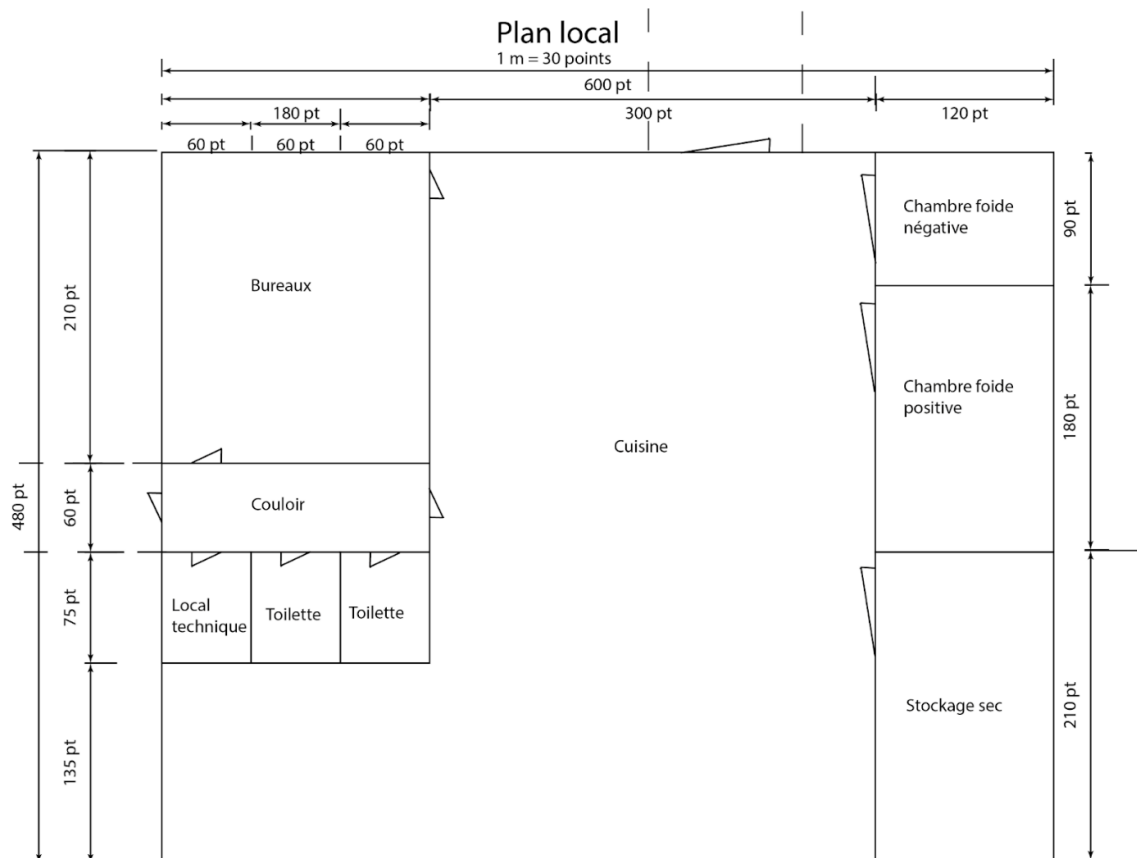 Plan local
1 m = 30 points
600 pt
180 pt
300 pt
120 pt
60 pt
60 pt
60 pt
Chambre foide
négative
90 pt
Bureaux
210 pt
Chambre foide
positive
180 pt
Cuisine
480 pt
60 pt
Couloir
75 pt
Local
technique
Toilette
Toilette
Stockage sec
210 pt
135 pt